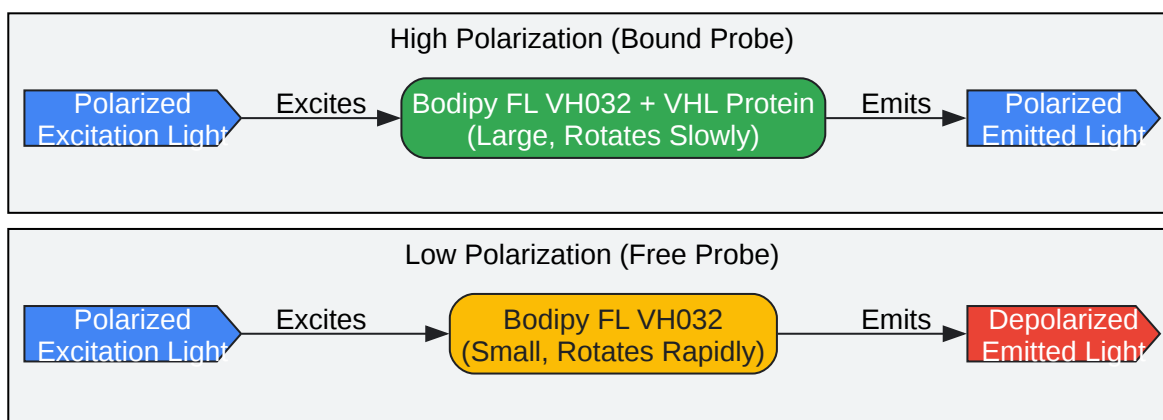 High Polarization (Bound Probe)
Polarized
Excitation Light
Excites
Bodipy FL VH032 + VHL Protein
(Large, Rotates Slowly)
Emits
Polarized
Emitted Light
Low Polarization (Free Probe)
Polarized
Excitation Light
Excites
Bodipy FL VH032
(Small, Rotates Rapidly)
Emits
Depolarized
Emitted Light